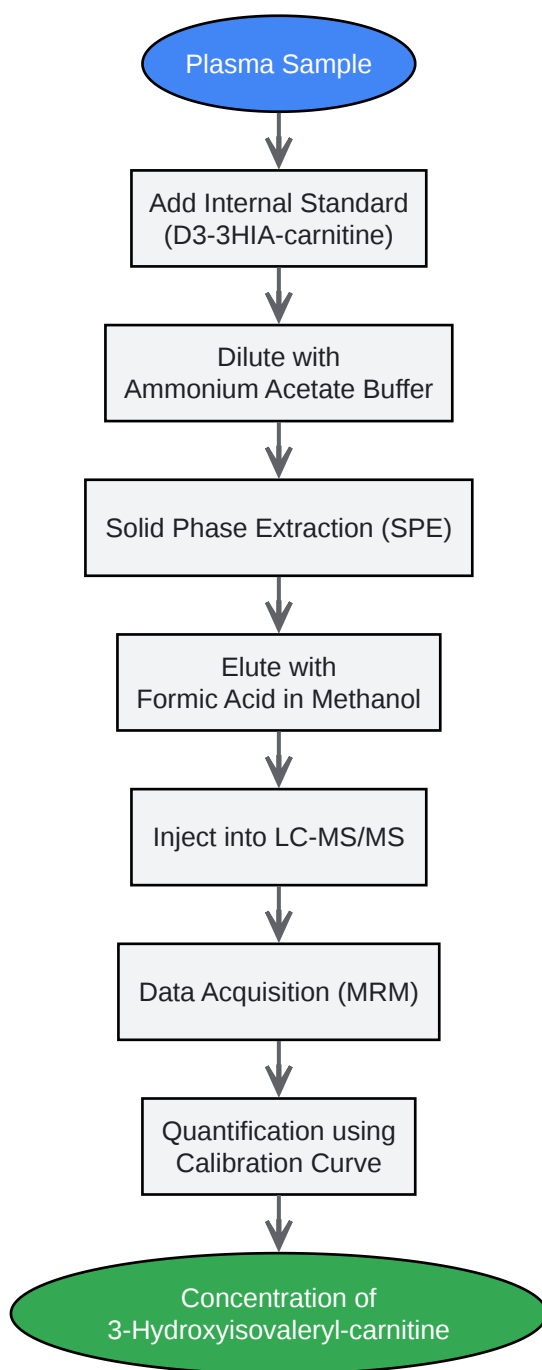 Plasma Sample
Add Internal Standard
(D3-3HIA-carnitine)
Dilute with
Ammonium Acetate Buffer
Solid Phase Extraction (SPE)
Elute with
Formic Acid in Methanol
Inject into LC-MS/MS
Data Acquisition (MRM)
Quantification using
Calibration Curve
Concentration of
3-Hydroxyisovaleryl-carnitine